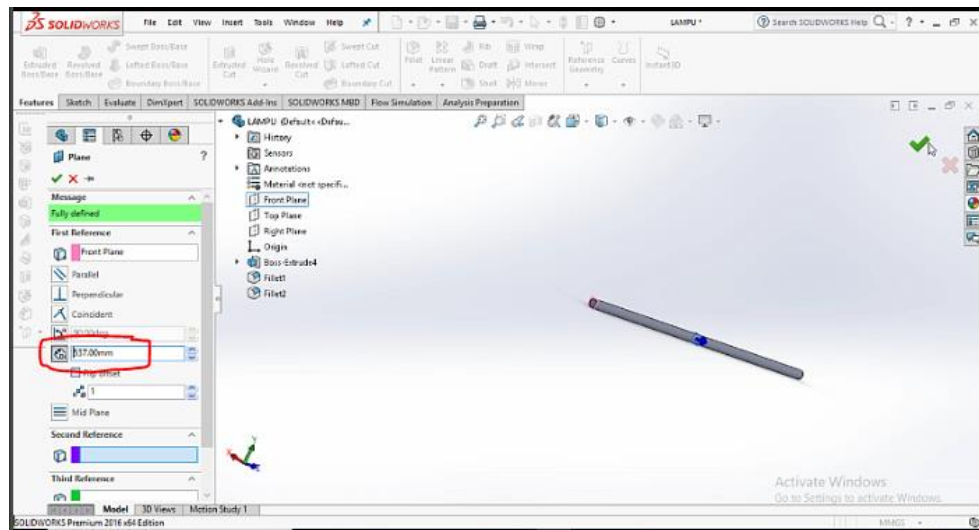 SOLIDWORKS File Edit View Insert Tools Window Help LAMPU * Search SOLIDWORKS Help
Extruded Boss/Base Revolved Boss/Base Swept Boss/Base Lofted Boss/Base Boundary Boss/Base Extruded Cut Hole Wizard Revolved Cut Swept Cut Lofted Cut Boundary Cut Fillet Linear Pattern Rib Draft Shell Wrap Intersect Mirror Reference Geometry Curves Instant3D
Features Sketch Evaluate DimXpert SOLIDWORKS Add-Ins SOLIDWORKS MBD Flow Simulation Analysis Preparation
LAMPU (Default< <Defau...
History
Sensors
Annotations
Material <not specifi...
Front Plane
Top Plane
Right Plane
Origin
Boss-Extrude4
Fillet1
Fillet2
Plane ?
Message
Fully defined
First Reference
Front Plane
Parallel
Perpendicular
Coincident
90.00deg
337.00mm
Flip offset
1
Mid Plane
Second Reference
Third Reference
Y
X
Activate Windows
Go to Settings to activate Windows.
Model 3D Views Motion Study 1
SOLIDWORKS Premium 2016 x64 Edition MMGS